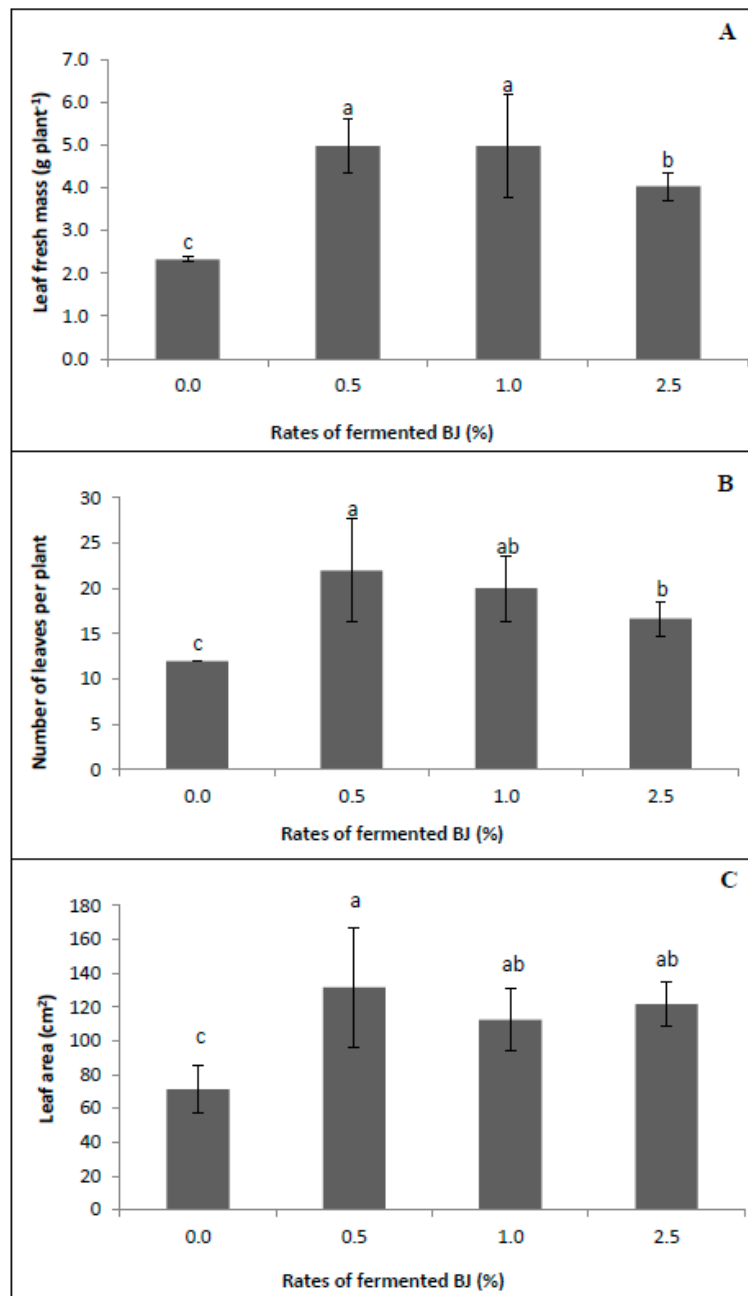 A
Leaf fresh mass (g plant⁻¹)
7.0
6.0
5.0
4.0
3.0
2.0
1.0
0.0
c
a
a
b
0.0 0.5 1.0 2.5
Rates of fermented BJ (%)
B
Number of leaves per plant
30
25
20
15
10
5
0
c
a
ab
b
0.0 0.5 1.0 2.5
Rates of fermented BJ (%)
C
Leaf area (cm²)
180
160
140
120
100
80
60
40
20
0
c
a
ab
ab
0.0 0.5 1.0 2.5
Rates of fermented BJ (%)